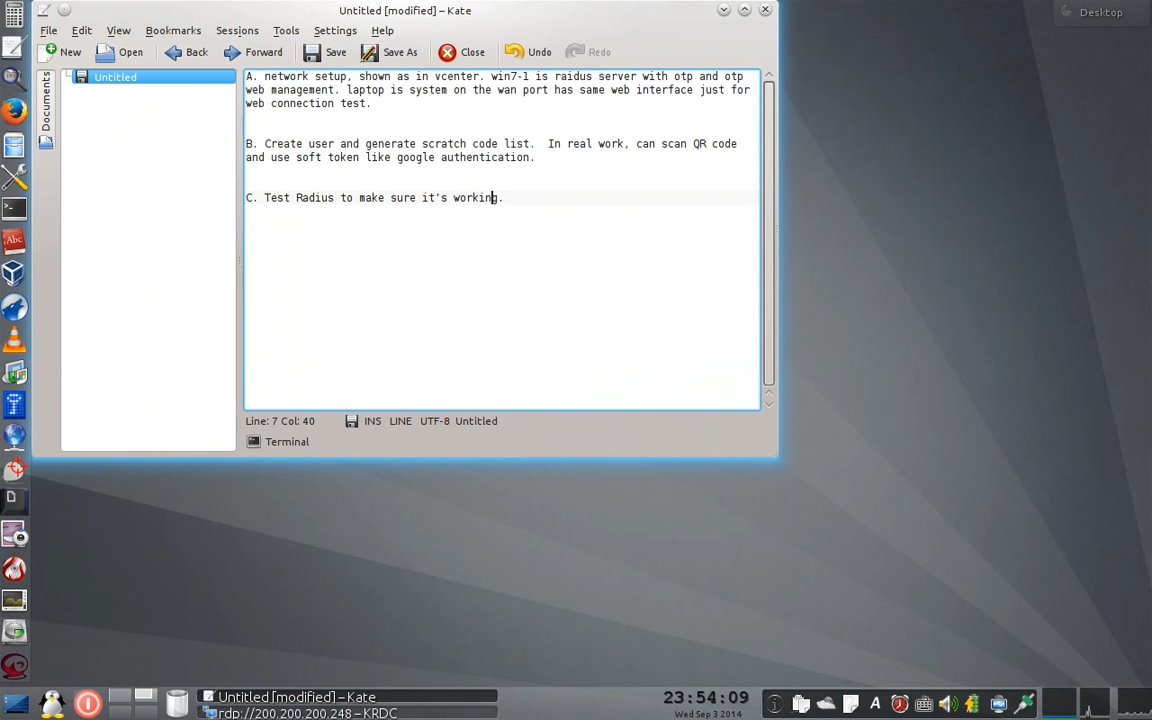 Untitled [modified] – Kate
Desktop
File Edit View Bookmarks Sessions Tools Settings Help
New Open Back Forward Save Save As Close Undo Redo
Documents
Untitled
A. network setup, shown as in vcenter. win7-1 is raidus server with otp and otp
web management. laptop is system on the wan port has same web interface just for
web connection test.
B. Create user and generate scratch code list.  In real work, can scan QR code
and use soft token like google authentication.
C. Test Radius to make sure it's working.
Line: 7 Col: 40 INS LINE UTF-8 Untitled
Terminal
Untitled [modified] – Kate
rdp://200.200.200.248 – KRDC
23:54:09
Wed Sep 3 2014